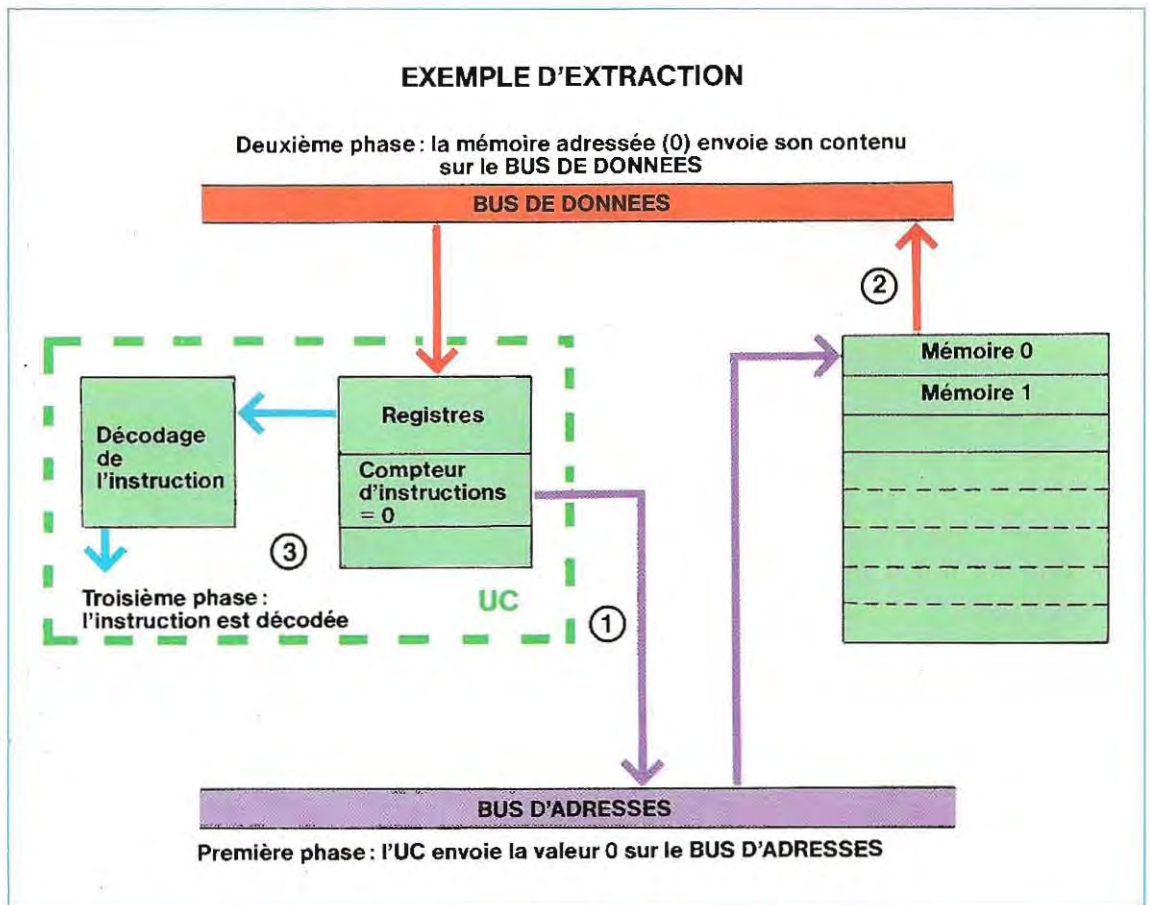 EXEMPLE D'EXTRACTION
Deuxième phase : la mémoire adressée (0) envoie son contenu
sur le BUS DE DONNEES
BUS DE DONNEES
②
Mémoire 0
Mémoire 1
Décodage
de
l'instruction
Registres
Compteur
d'instructions
= 0
③
Troisième phase :
l'instruction est décodée
UC
①
BUS D'ADRESSES
Première phase : l'UC envoie la valeur 0 sur le BUS D'ADRESSES